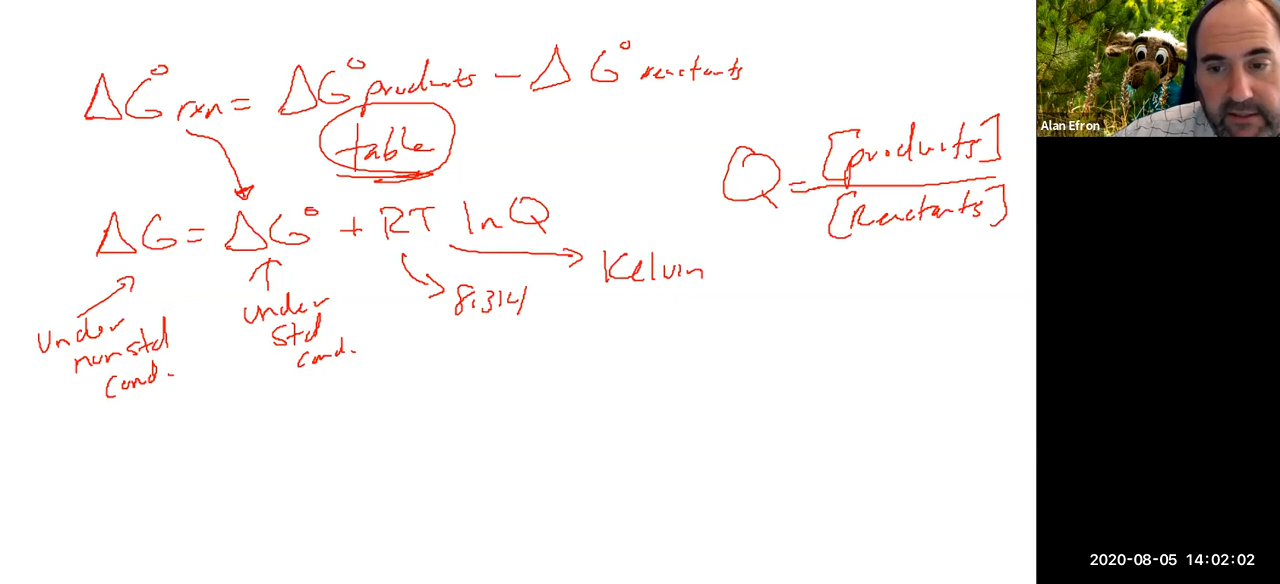 ΔG°rxn = ΔG°products − ΔG°reactants
table
Q = [products] / [Reactants]
ΔG = ΔG° + RT ln Q
Kelvin
8.314
under
nonstd
cond.
under
std
cond.
Alan Efron
2020-08-05 14:02:02